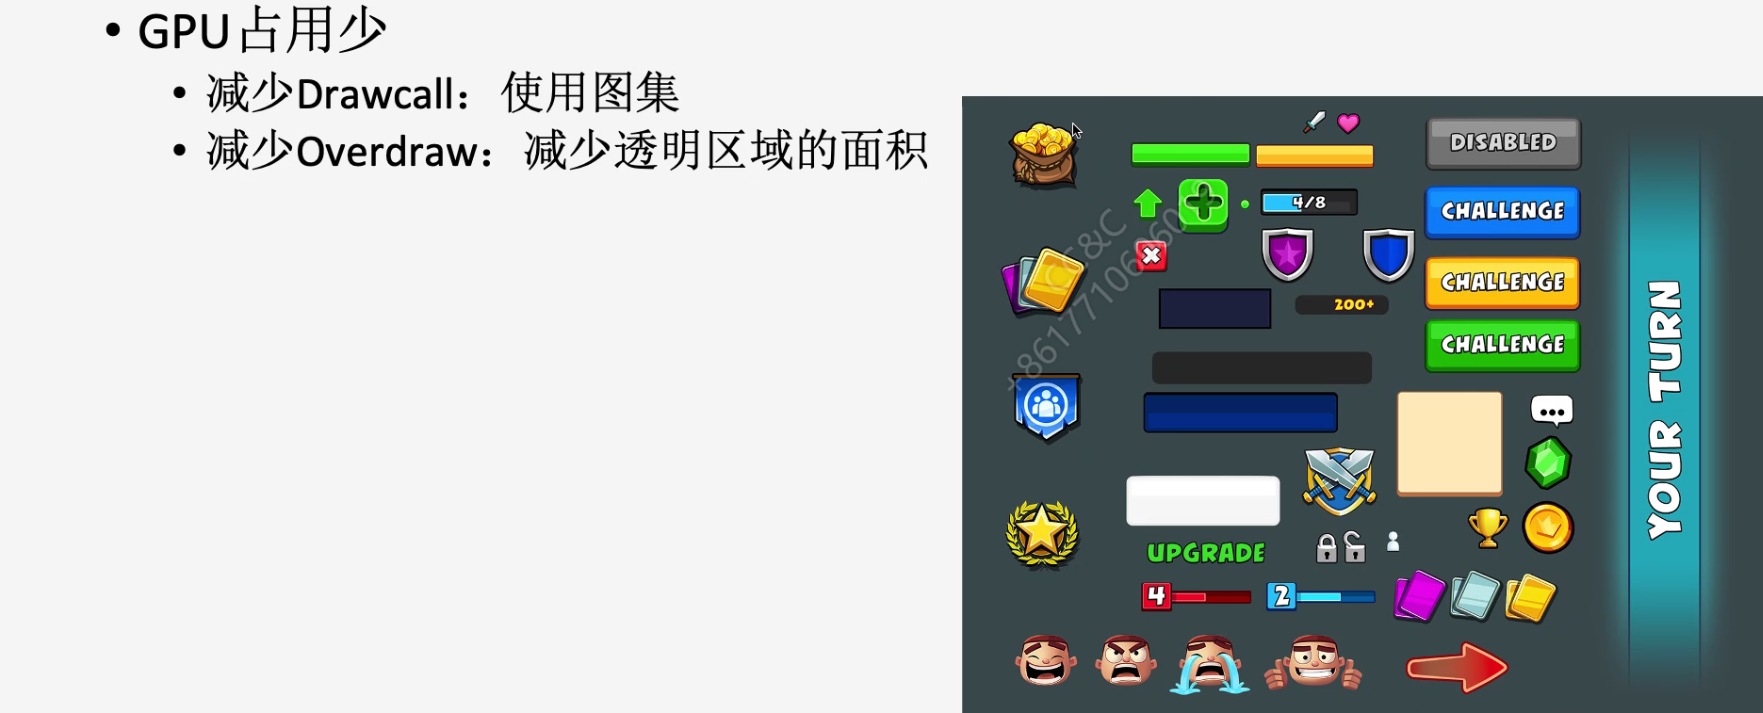 • GPU占用少
• 减少Drawcall：使用图集
• 减少Overdraw：减少透明区域的面积
DISABLED
4/8
CHALLENGE
200+
CHALLENGE
CHALLENGE
YOUR TURN
UPGRADE
4
2